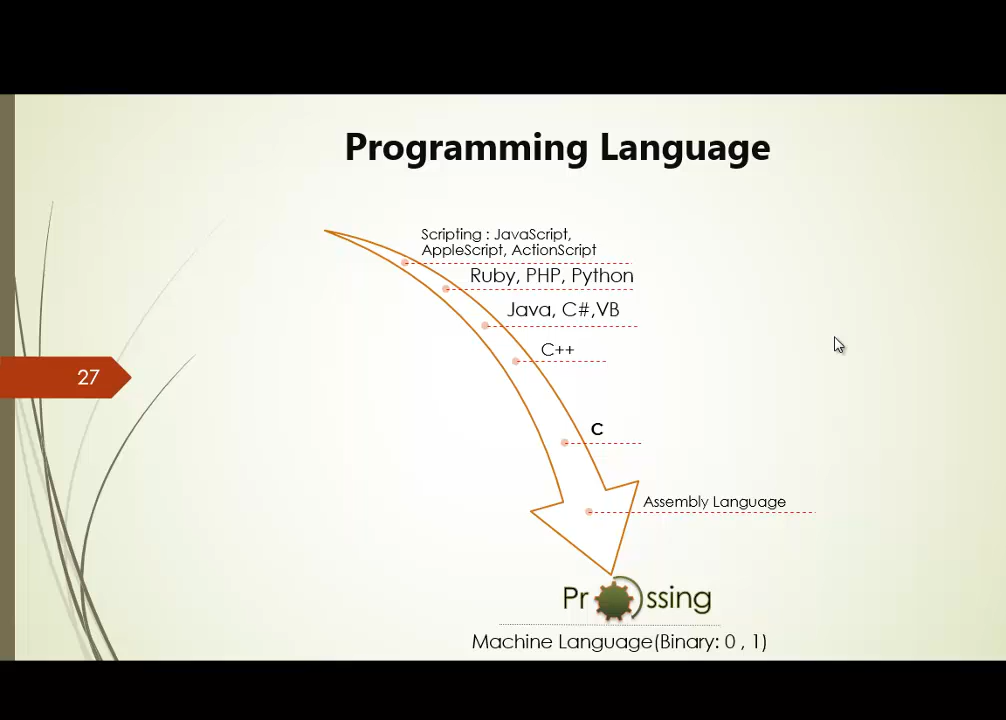 Programming Language
Scripting : JavaScript,
AppleScript, ActionScript
Ruby, PHP, Python
Java, C#,VB
C++
27
C
Assembly Language
Pr ssing
Machine Language(Binary: 0 , 1)